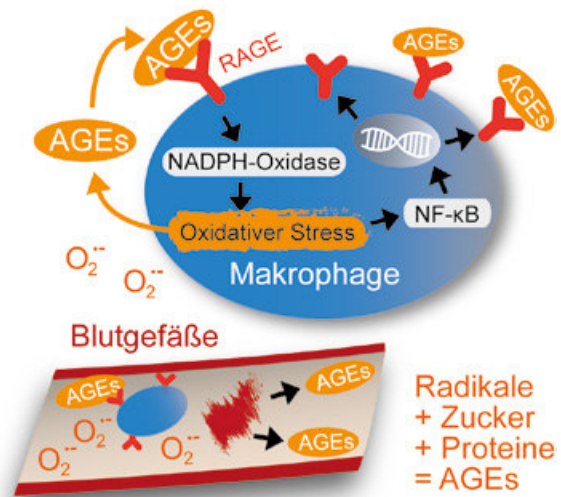 AGEs
RAGE
AGEs
AGEs
AGEs
NADPH-Oxidase
Oxidativer Stress
NF-κB
Makrophage
O₂˙⁻
O₂˙⁻
Blutgefäße
AGEs
O₂˙⁻
O₂˙⁻
O₂˙⁻
AGEs
AGEs
Radikale
+ Zucker
+ Proteine
= AGEs